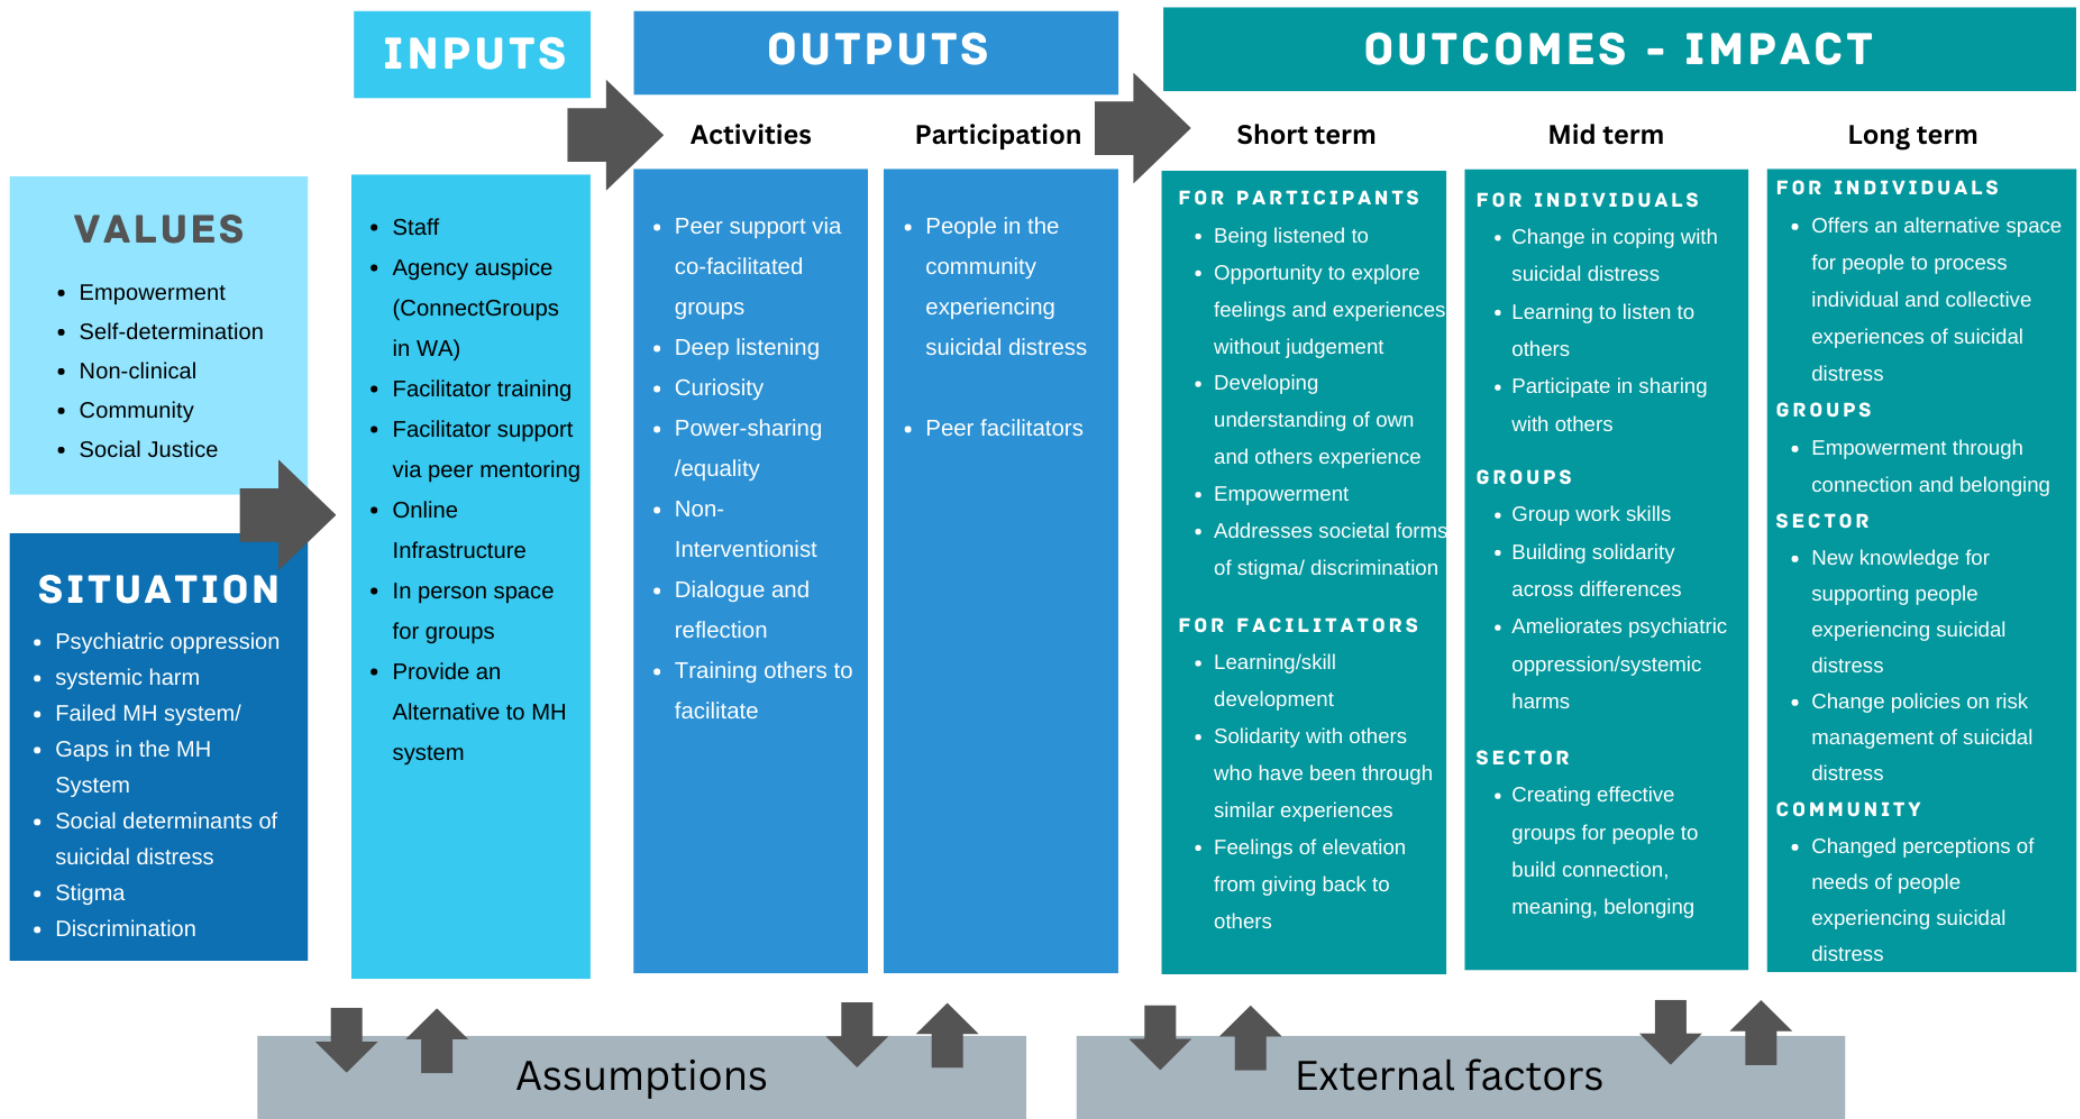 INPUTS
OUTPUTS
OUTCOMES - IMPACT
Activities
Participation
Short term
Mid term
Long term
VALUES
• Empowerment
• Self-determination
• Non-clinical
• Community
• Social Justice
SITUATION
• Psychiatric oppression
• systemic harm
• Failed MH system/
• Gaps in the MH
System
• Social determinants of
suicidal distress
• Stigma
• Discrimination
• Staff
• Agency auspice
(ConnectGroups
in WA)
• Facilitator training
• Facilitator support
via peer mentoring
• Online
Infrastructure
• In person space
for groups
• Provide an
Alternative to MH
system
• Peer support via
co-facilitated
groups
• Deep listening
• Curiosity
• Power-sharing
/equality
• Non-
Interventionist
• Dialogue and
reflection
• Training others to
facilitate
• People in the
community
experiencing
suicidal distress
• Peer facilitators
FOR PARTICIPANTS
• Being listened to
• Opportunity to explore
feelings and experiences
without judgement
• Developing
understanding of own
and others experience
• Empowerment
• Addresses societal forms
of stigma/ discrimination
FOR FACILITATORS
• Learning/skill
development
• Solidarity with others
who have been through
similar experiences
• Feelings of elevation
from giving back to
others
FOR INDIVIDUALS
• Change in coping with
suicidal distress
• Learning to listen to
others
• Participate in sharing
with others
GROUPS
• Group work skills
• Building solidarity
across differences
• Ameliorates psychiatric
oppression/systemic
harms
SECTOR
• Creating effective
groups for people to
build connection,
meaning, belonging
FOR INDIVIDUALS
• Offers an alternative space
for people to process
individual and collective
experiences of suicidal
distress
GROUPS
• Empowerment through
connection and belonging
SECTOR
• New knowledge for
supporting people
experiencing suicidal
distress
• Change policies on risk
management of suicidal
distress
COMMUNITY
• Changed perceptions of
needs of people
experiencing suicidal
distress
Assumptions
External factors